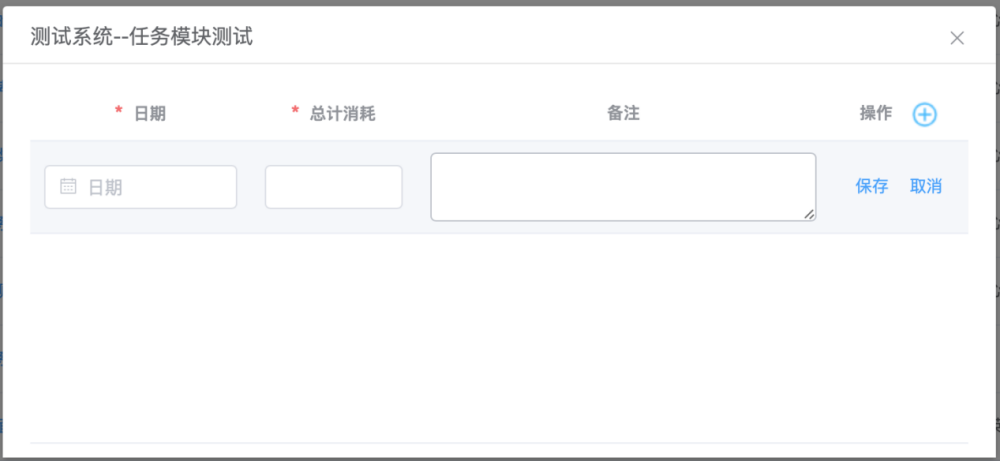 测试系统--任务模块测试
* 日期 * 总计消耗 备注 操作
日期 保存 取消